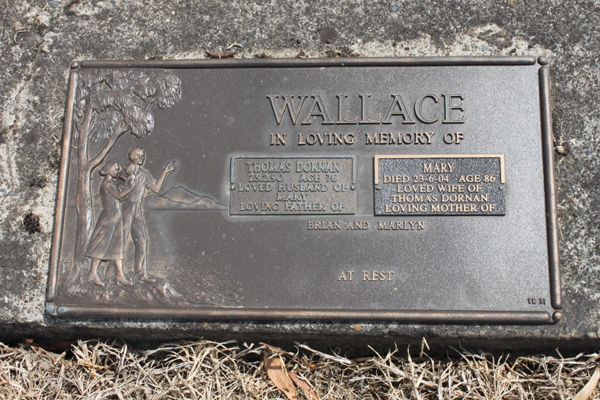 WALLACE
IN LOVING MEMORY OF
THOMAS DORNAN
AGE 76
LOVED HUSBAND OF
MARY
LOVING FATHER OF
MARY
DIED 23-6-04 AGE 86
LOVED WIFE OF
THOMAS DORNAN
LOVING MOTHER OF
BRIAN AND MARLYN
AT REST